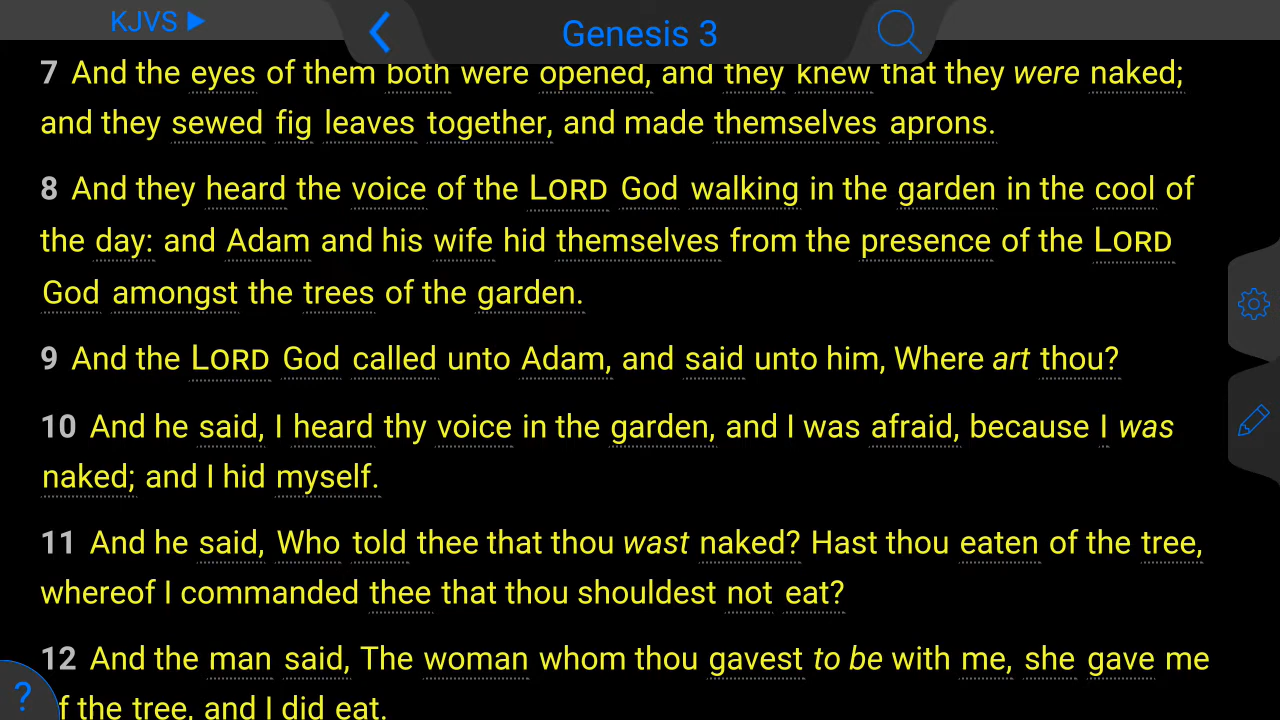 KJVS ▶
Genesis 3
7 And the eyes of them both were opened, and they knew that they were naked;
and they sewed fig leaves together, and made themselves aprons.
8 And they heard the voice of the LORD God walking in the garden in the cool of
the day: and Adam and his wife hid themselves from the presence of the LORD
God amongst the trees of the garden.
9 And the LORD God called unto Adam, and said unto him, Where art thou?
10 And he said, I heard thy voice in the garden, and I was afraid, because I was
naked; and I hid myself.
11 And he said, Who told thee that thou wast naked? Hast thou eaten of the tree,
whereof I commanded thee that thou shouldest not eat?
12 And the man said, The woman whom thou gavest to be with me, she gave me
? f the tree, and I did eat.